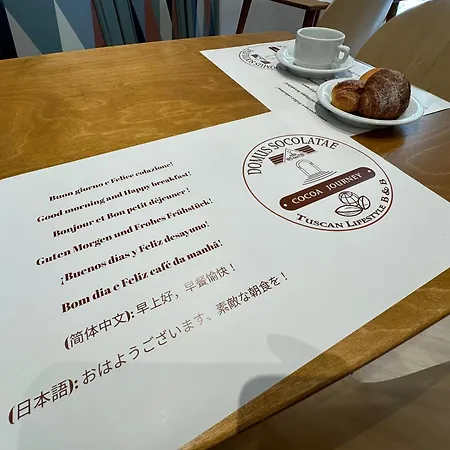 Buon giorno e Felice colazione!
Good morning and Happy breakfast!
Bonjour et Bon petit déjeuner !
Guten Morgen und Frohes Frühstück!
¡Buenos días y Feliz desayuno!
Bom dia e Feliz café da manhã!
(简体中文): 早上好，早餐愉快！
(日本語): おはようございます、素敵な朝食を！
DOMUS SOCOLATAE
COCOA JOURNEY
TUSCAN LIFESTYLE B & B